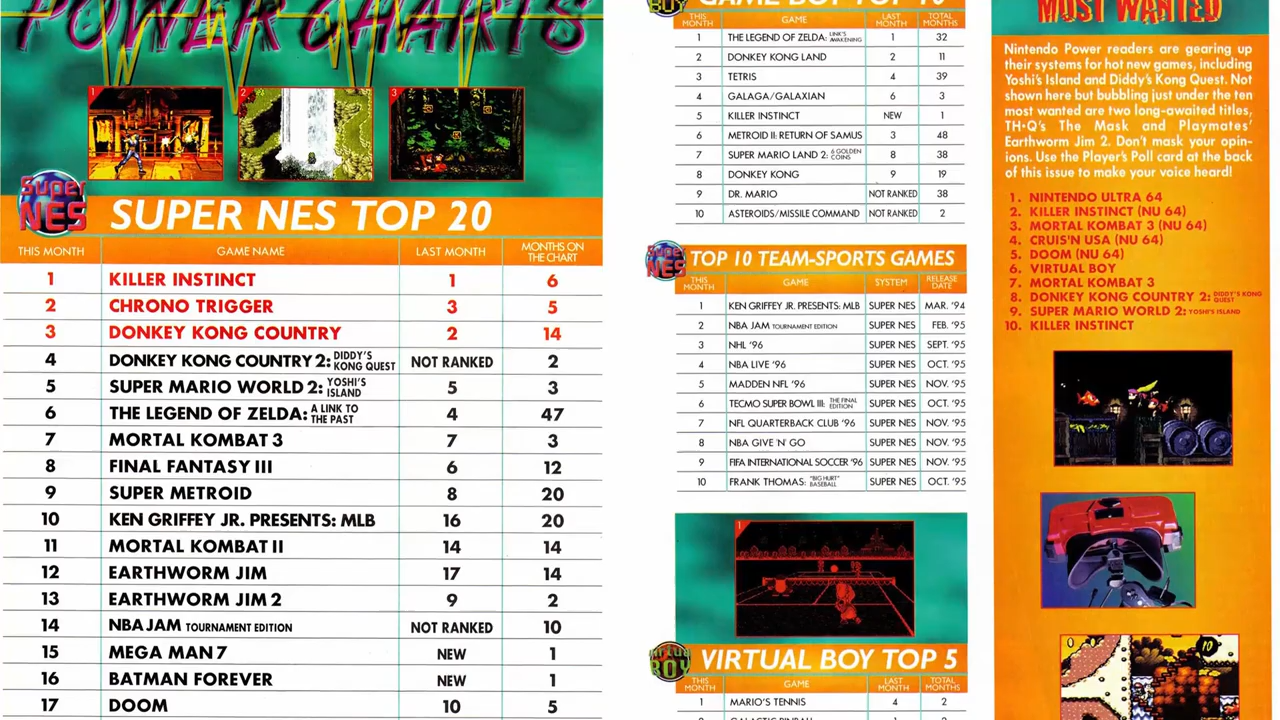 POWER CHARTS
1
2
3
Super NES
SUPER NES TOP 20
THIS MONTH GAME NAME LAST MONTH MONTHS ON THE CHART
1 KILLER INSTINCT 1 6
2 CHRONO TRIGGER 3 5
3 DONKEY KONG COUNTRY 2 14
4 DONKEY KONG COUNTRY 2: DIDDY'S KONG QUEST NOT RANKED 2
5 SUPER MARIO WORLD 2: YOSHI'S ISLAND 5 3
6 THE LEGEND OF ZELDA: A LINK TO THE PAST 4 47
7 MORTAL KOMBAT 3 7 3
8 FINAL FANTASY III 6 12
9 SUPER METROID 8 20
10 KEN GRIFFEY JR. PRESENTS: MLB 16 20
11 MORTAL KOMBAT II 14 14
12 EARTHWORM JIM 17 14
13 EARTHWORM JIM 2 9 2
14 NBA JAM TOURNAMENT EDITION NOT RANKED 10
15 MEGA MAN 7 NEW 1
16 BATMAN FOREVER NEW 1
17 DOOM 10 5
BOY
GAME BOY TOP 10
THIS MONTH GAME LAST MONTH TOTAL MONTHS
1 THE LEGEND OF ZELDA: LINK'S AWAKENING 1 32
2 DONKEY KONG LAND 2 11
3 TETRIS 4 39
4 GALAGA/GALAXIAN 6 3
5 KILLER INSTINCT NEW 1
6 METROID II: RETURN OF SAMUS 3 48
7 SUPER MARIO LAND 2: 6 GOLDEN COINS 8 38
8 DONKEY KONG 9 19
9 DR. MARIO NOT RANKED 38
10 ASTEROIDS/MISSILE COMMAND NOT RANKED 2
Super NES
TOP 10 TEAM-SPORTS GAMES
THIS MONTH GAME SYSTEM RELEASE DATE
1 KEN GRIFFEY JR. PRESENTS: MLB SUPER NES MAR. '94
2 NBA JAM TOURNAMENT EDITION SUPER NES FEB. '95
3 NHL '96 SUPER NES SEPT. '95
4 NBA LIVE '96 SUPER NES OCT. '95
5 MADDEN NFL '96 SUPER NES NOV. '95
6 TECMO SUPER BOWL III: THE FINAL EDITION SUPER NES OCT. '95
7 NFL QUARTERBACK CLUB '96 SUPER NES NOV. '95
8 NBA GIVE 'N' GO SUPER NES NOV. '95
9 FIFA INTERNATIONAL SOCCER '96 SUPER NES NOV. '95
10 FRANK THOMAS: "BIG HURT" BASEBALL SUPER NES OCT. '95
1
Virtual BOY
VIRTUAL BOY TOP 5
THIS MONTH GAME LAST MONTH TOTAL MONTHS
1 MARIO'S TENNIS 4 2
GALACTIC PINBALL
MOST WANTED
Nintendo Power readers are gearing up
their systems for hot new games, including
Yoshi's Island and Diddy's Kong Quest. Not
shown here but bubbling just under the ten
most wanted are two long-awaited titles,
TH•Q's The Mask and Playmates'
Earthworm Jim 2. Don't mask your opin-
ions. Use the Player's Poll card at the back
of this issue to make your voice heard!
1. NINTENDO ULTRA 64
2. KILLER INSTINCT (NU 64)
3. MORTAL KOMBAT 3 (NU 64)
4. CRUIS'N USA (NU 64)
5. DOOM (NU 64)
6. VIRTUAL BOY
7. MORTAL KOMBAT 3
8. DONKEY KONG COUNTRY 2: DIDDY'S KONG QUEST
9. SUPER MARIO WORLD 2: YOSHI'S ISLAND
10. KILLER INSTINCT
10